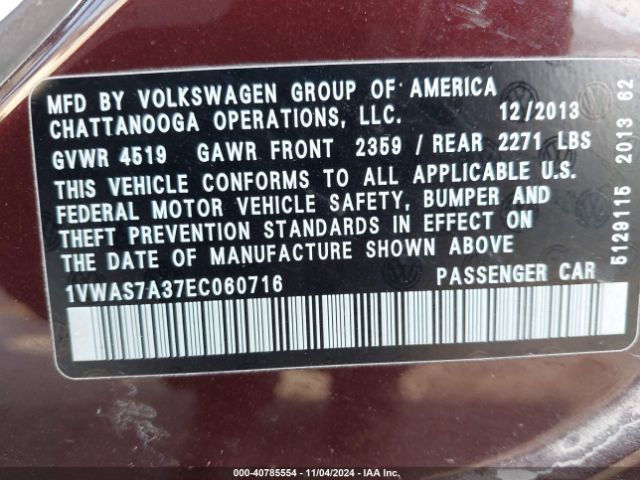 MFD BY VOLKSWAGEN GROUP OF AMERICA
CHATTANOOGA OPERATIONS, LLC. 12/2013
GVWR 4519 GAWR FRONT 2359 / REAR 2271 LBS
THIS VEHICLE CONFORMS TO ALL APPLICABLE U.S.
FEDERAL MOTOR VEHICLE SAFETY, BUMPER AND
THEFT PREVENTION STANDARDS IN EFFECT ON
THE DATE OF MANUFACTURE SHOWN ABOVE
1VWAS7A37EC060716 PASSENGER CAR
5129115 2013 62
000-40785554 - 11/04/2024 - IAA Inc.